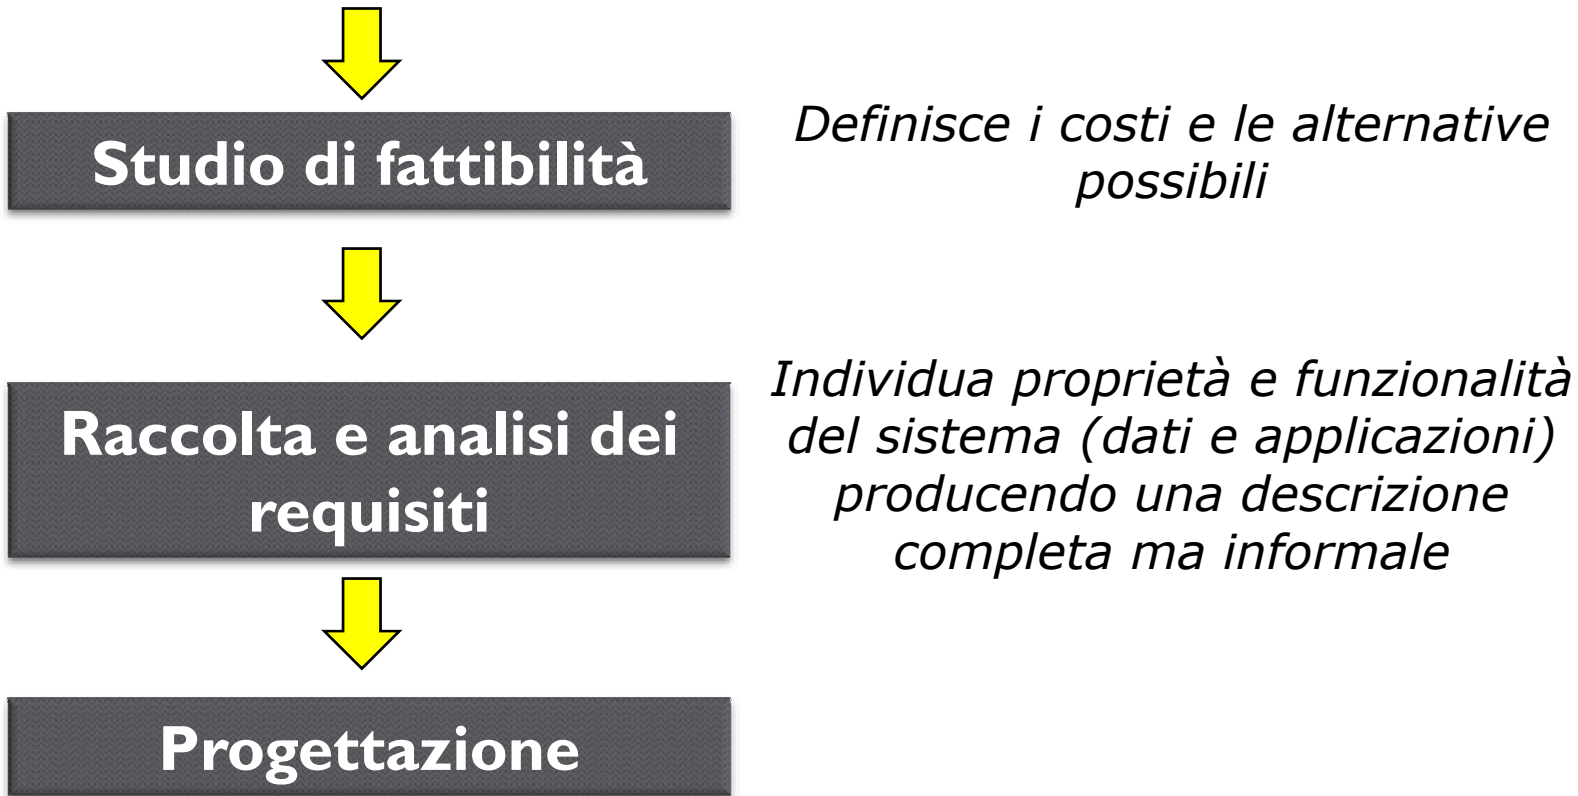 Studio di fattibilità
Definisce i costi e le alternative
possibili
Raccolta e analisi dei
requisiti
Individua proprietà e funzionalità
del sistema (dati e applicazioni)
producendo una descrizione
completa ma informale
Progettazione